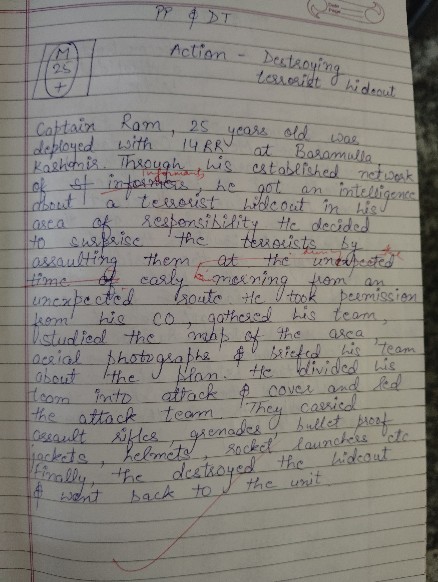 PP & DT
M
25
+
Action - Destroying
terrorist hideout
Captain Ram, 25 years old was
deployed with 14 RR at Baramulla
Kashmir. Through his established network
informants
of informers, he got an intelligence
about a terrorist hideout in his
area of responsibility He decided
to surprise the terrorists by
assaulting them at the unexpected
time of early morning from an
unexpected route. He took permission
from his CO, gathered his team,
studied the map of the area,
aerial photographs & briefed his team
about the plan. He divided his
team into attack & cover and led
the attack team. They carried
assault rifles, grenades, bullet proof
jackets, helmets, rocket launchers etc
finally, the destroyed the hideout
& went back to the unit.